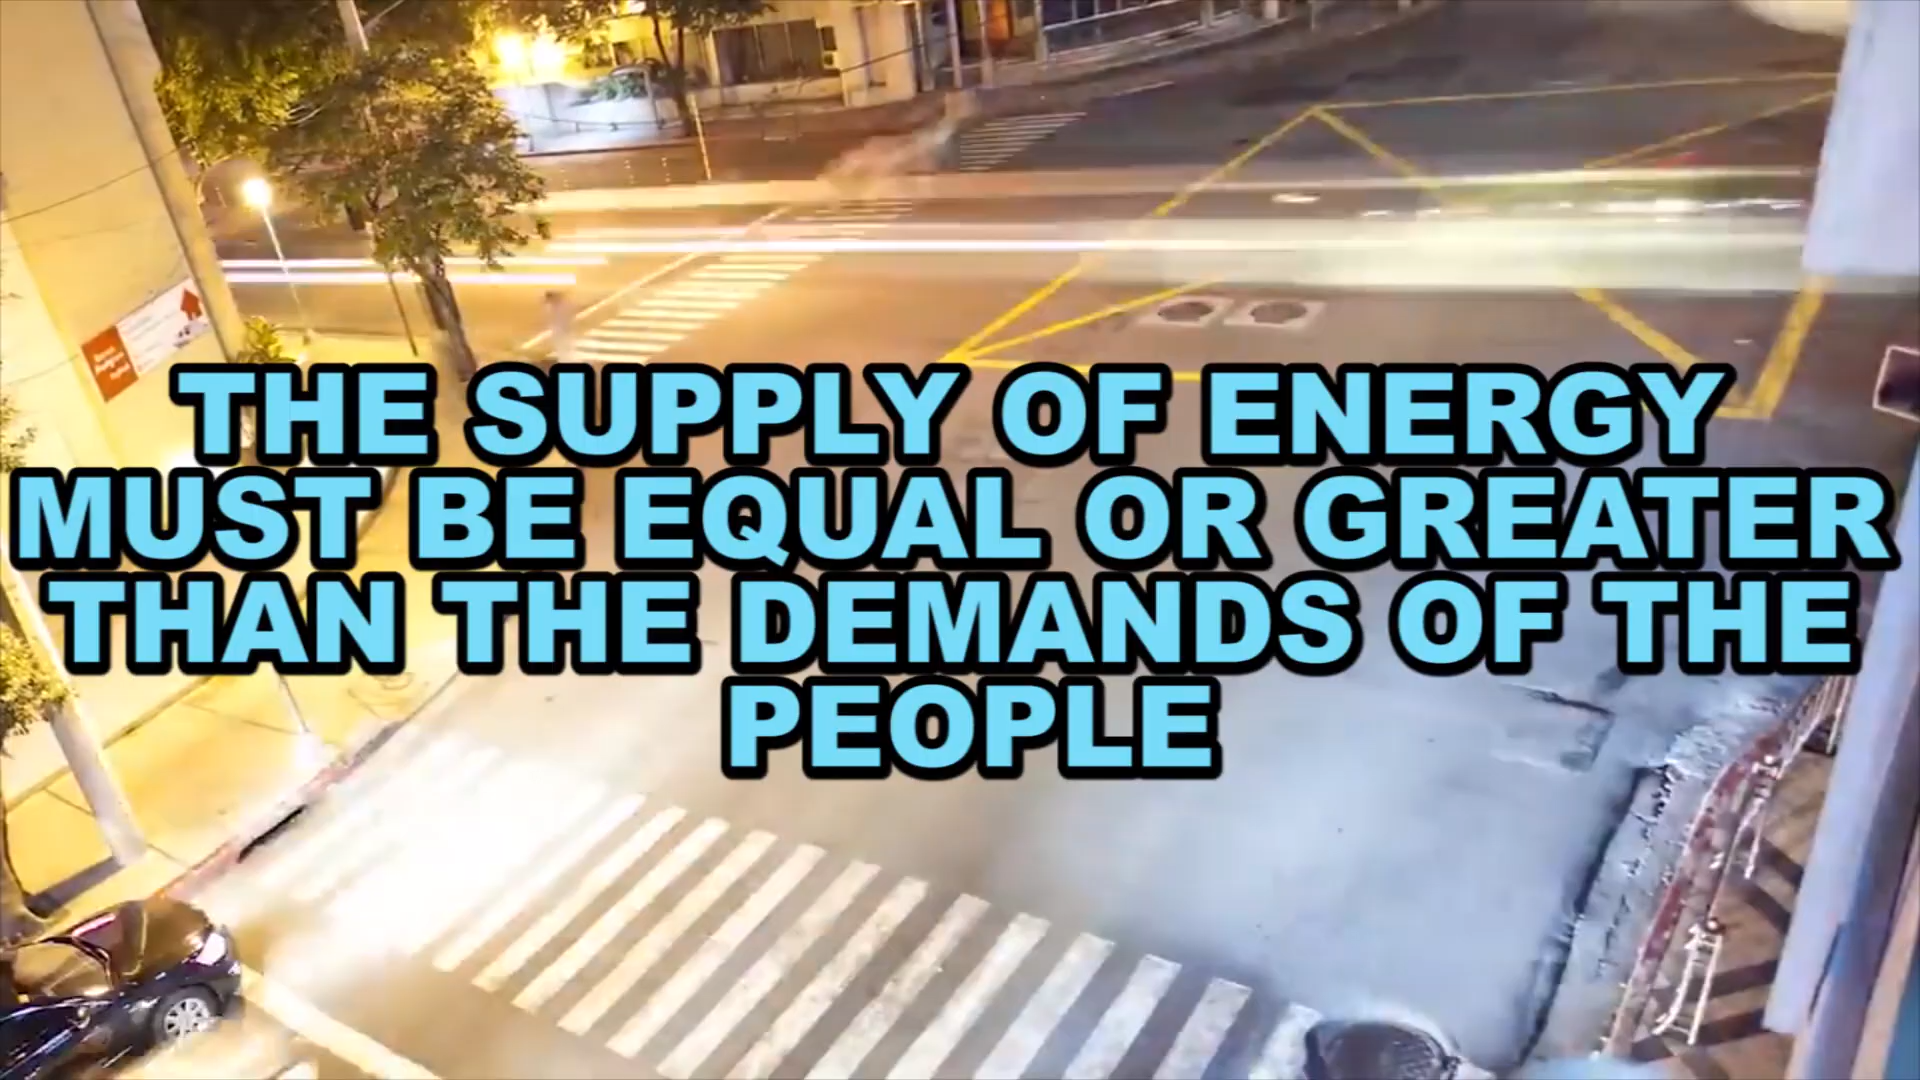 THE SUPPLY OF ENERGY
MUST BE EQUAL OR GREATER
THAN THE DEMANDS OF THE
PEOPLE